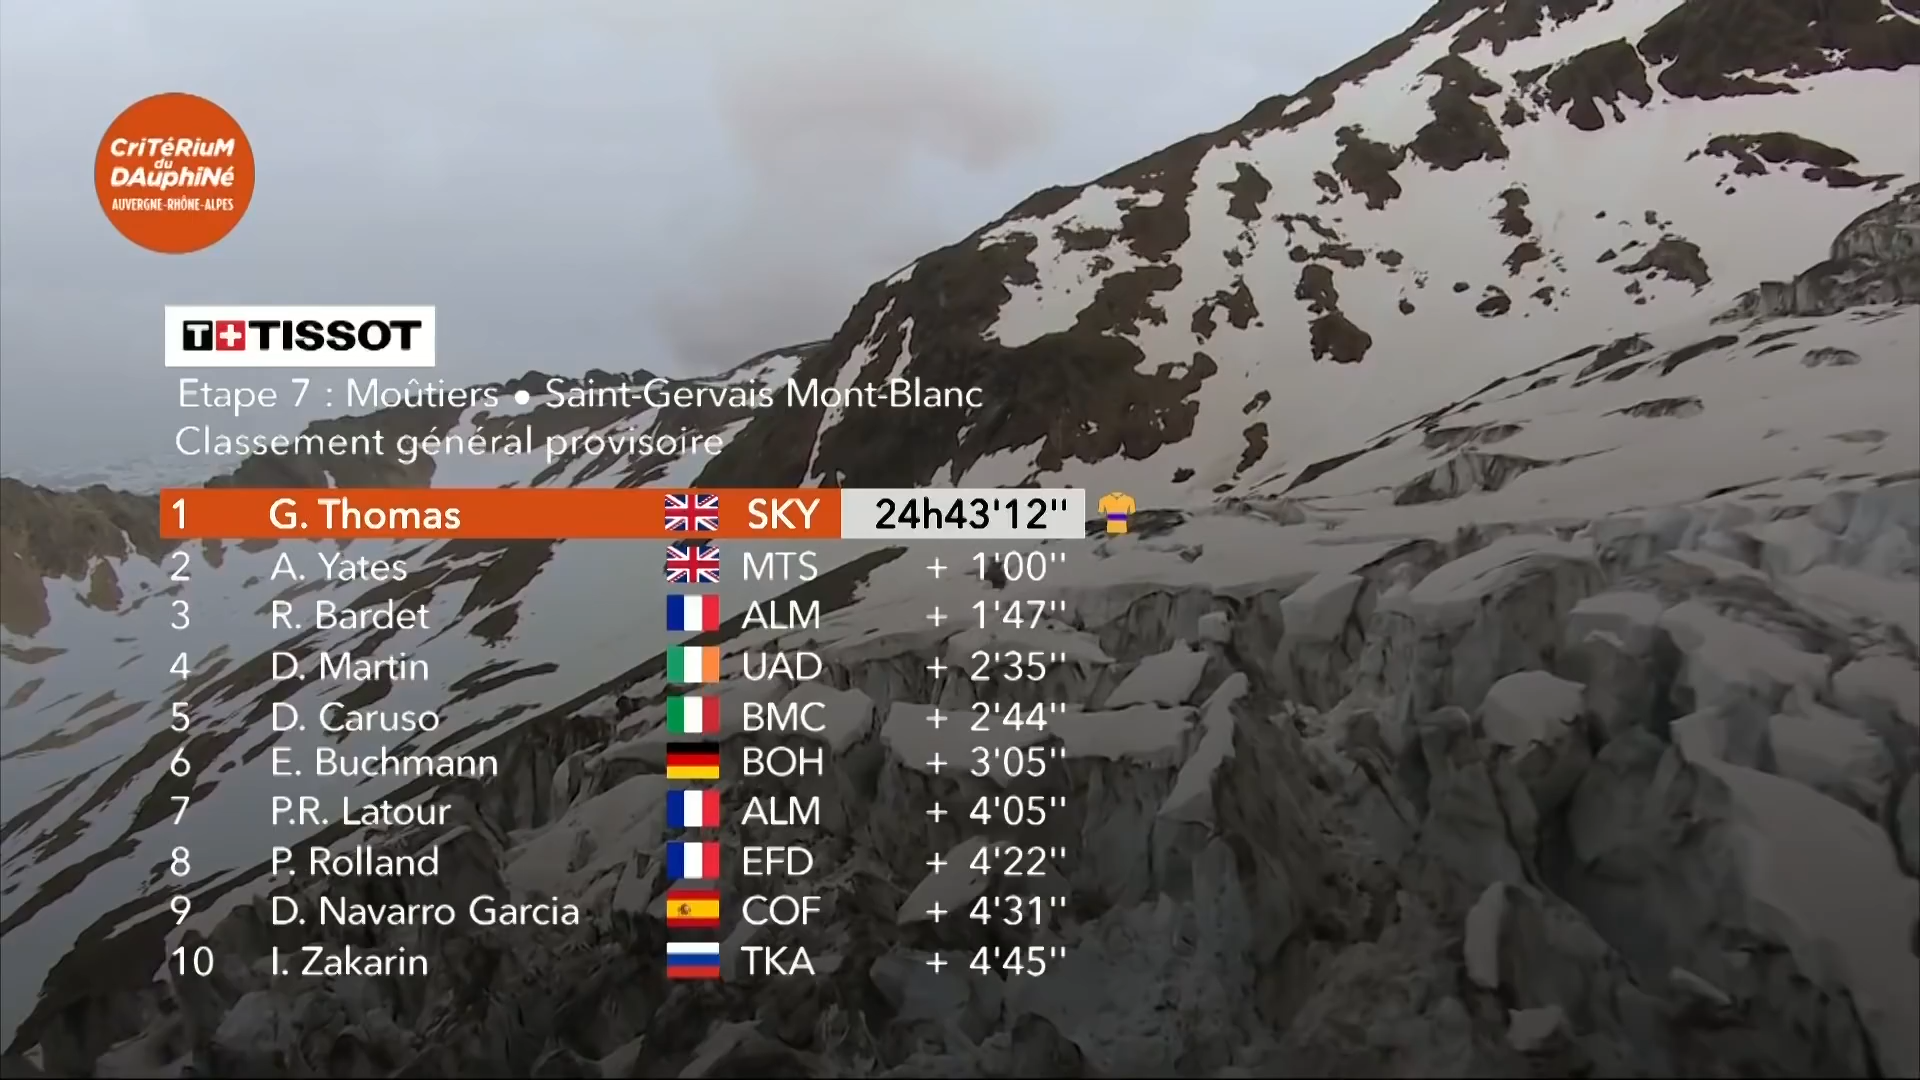 CriTéRiuM
du
DAuphiNé
AUVERGNE-RHÔNE-ALPES
T+TISSOT
Etape 7 : Moûtiers ● Saint-Gervais Mont-Blanc
Classement général provisoire
1 G. Thomas SKY 24h43'12''
2 A. Yates MTS + 1'00''
3 R. Bardet ALM + 1'47''
4 D. Martin UAD + 2'35''
5 D. Caruso BMC + 2'44''
6 E. Buchmann BOH + 3'05''
7 P.R. Latour ALM + 4'05''
8 P. Rolland EFD + 4'22''
9 D. Navarro Garcia COF + 4'31''
10 I. Zakarin TKA + 4'45''